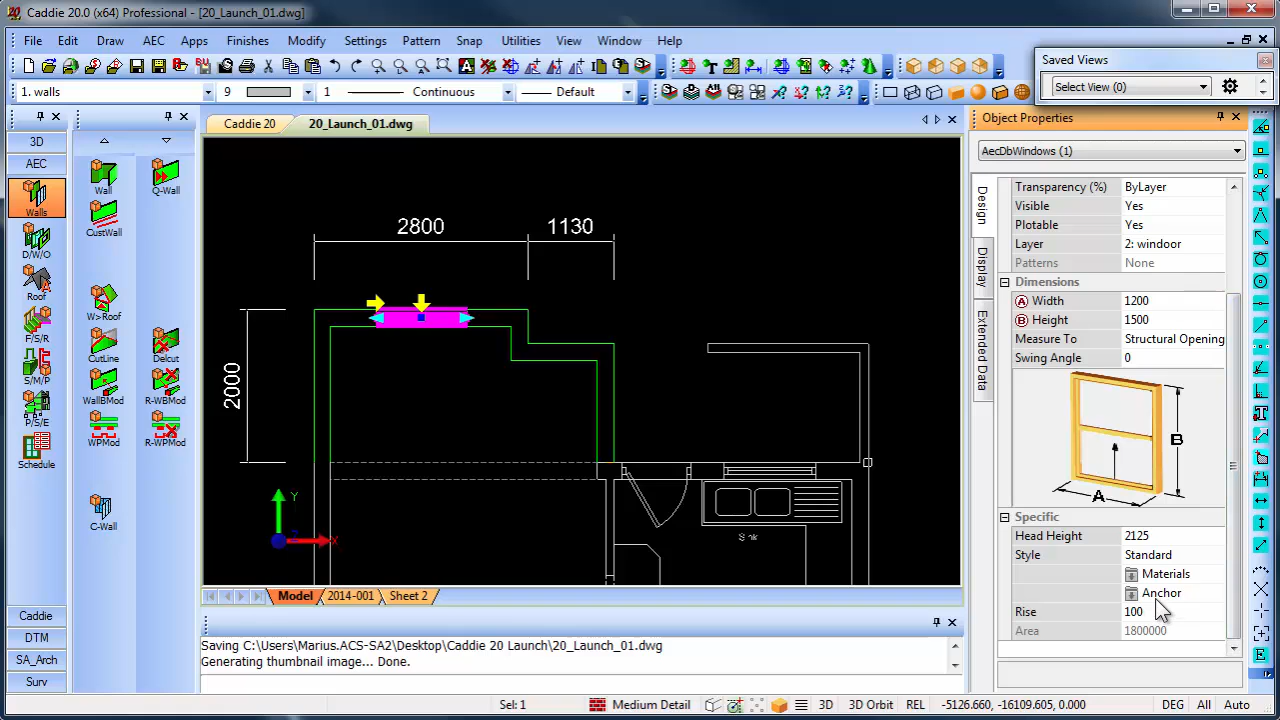 Caddie 20.0 (x64) Professional - [20_Launch_01.dwg]
File Edit Draw AEC Apps Finishes Modify Settings Pattern Snap Utilities View Window Help
Saved Views
Select View (0)
1. walls 9 1 Continuous Default
Caddie 20 20_Launch_01.dwg
Object Properties
AecDbWindows (1)
3D
AEC
Walls
D/W/O
Roof
F/S/R
S/M/P
P/S/E
Schedule
Caddie
DTM
SA_Arch
Surv
Wall Q-Wall
CustWall
W>Roof
CutLine Delcut
WallBMod R-WBMod
WPMod R-WPMod
C-Wall
2800 1130
2000
Y
X
Z
Design
Display
Extended Data
Transparency (%) ByLayer
Visible Yes
Plotable Yes
Layer 2: windoor
Patterns None
Dimensions
A Width 1200
B Height 1500
Measure To Structural Opening
Swing Angle 0
A
B
Specific
Head Height 2125
Style Standard
Materials
Anchor
Rise 100
Area 1800000
Model 2014-001 Sheet 2
Saving C:\Users\Marius.ACS-SA2\Desktop\Caddie 20 Launch\20_Launch_01.dwg
Generating thumbnail image... Done.
Sel: 1 Medium Detail 3D 3D Orbit REL -5126.660, -16109.605, 0.000 DEG All Auto